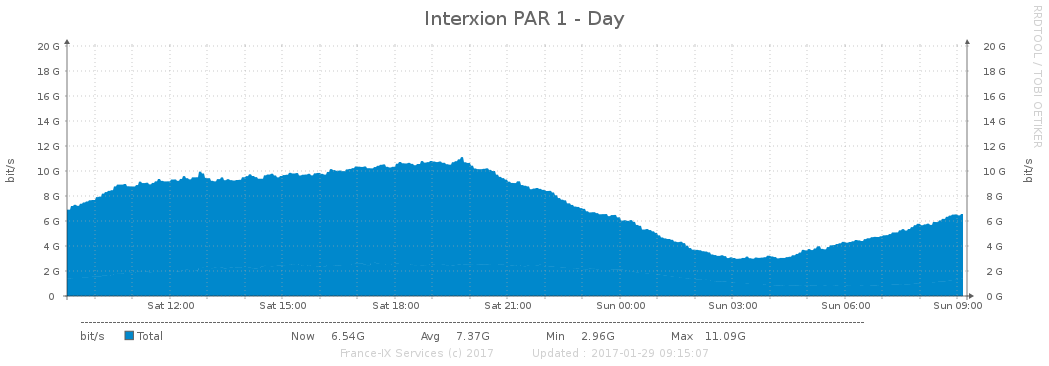 Interxion PAR 1 - Day
RRDTOOL / TOBI OETIKER
bit/s
20 G 20 G
18 G 18 G
16 G 16 G
14 G 14 G
12 G 12 G
10 G 10 G
8 G 8 G
6 G 6 G
4 G 4 G
2 G 2 G
0 0 G
bit/s
Sat 12:00 Sat 15:00 Sat 18:00 Sat 21:00 Sun 00:00 Sun 03:00 Sun 06:00 Sun 09:00
bit/s Total Now 6.54G Avg 7.37G Min 2.96G Max 11.09G
France-IX Services (c) 2017 Updated : 2017-01-29 09:15:07